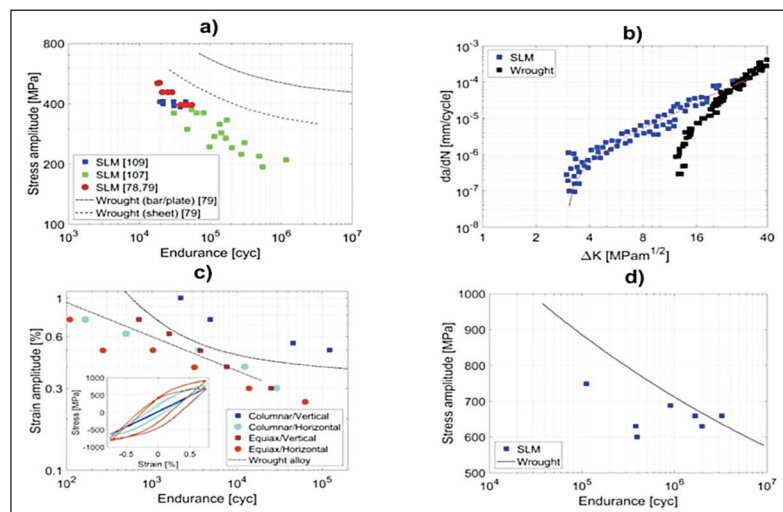 a)
Stress amplitude [MPa]
800
400
200
100
SLM [109]
SLM [107]
SLM [78,79]
Wrought (bar/plate) [79]
Wrought (sheet) [79]
10³ 10⁴ 10⁵ 10⁶ 10⁷
Endurance [cyc]
b)
da/dN [mm/cycle]
10⁻³
10⁻⁴
10⁻⁵
10⁻⁶
10⁻⁷
10⁻⁸
SLM
Wrought
1 2 4 8 16 40
ΔK [MPam¹/²]
c)
Strain amplitude [%]
1
0.6
0.3
0.1
Stress [MPa]
1000
500
0
-500
-1000
-0.5 0 0.5
Strain [%]
Columnar/Vertical
Columnar/Horizontal
Equiax/Vertical
Equiax/Horizontal
Wrought alloy
10² 10³ 10⁴ 10⁵
Endurance [cyc]
d)
Stress amplitude [MPa]
1000
900
800
700
600
500
SLM
Wrought
10⁴ 10⁵ 10⁶ 10⁷
Endurance [cyc]